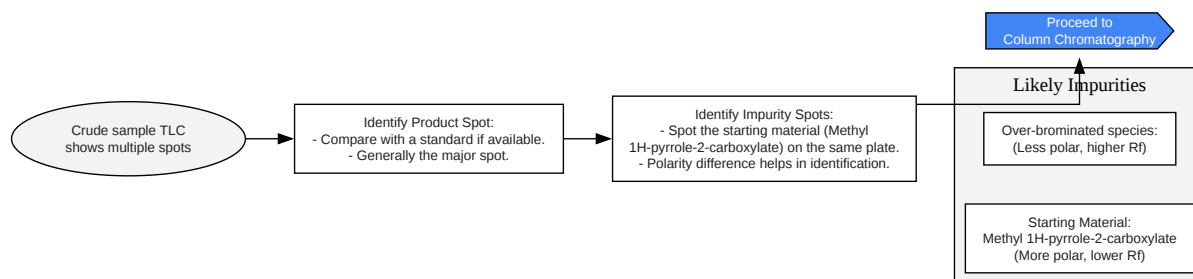 Crude sample TLC
shows multiple spots
Identify Product Spot:
- Compare with a standard if available.
- Generally the major spot.
Identify Impurity Spots:
- Spot the starting material (Methyl
1H-pyrrole-2-carboxylate) on the same plate.
- Polarity difference helps in identification.
Proceed to
Column Chromatography
Likely Impurities
Over-brominated species:
(Less polar, higher Rf)
Starting Material:
Methyl 1H-pyrrole-2-carboxylate
(More polar, lower Rf)